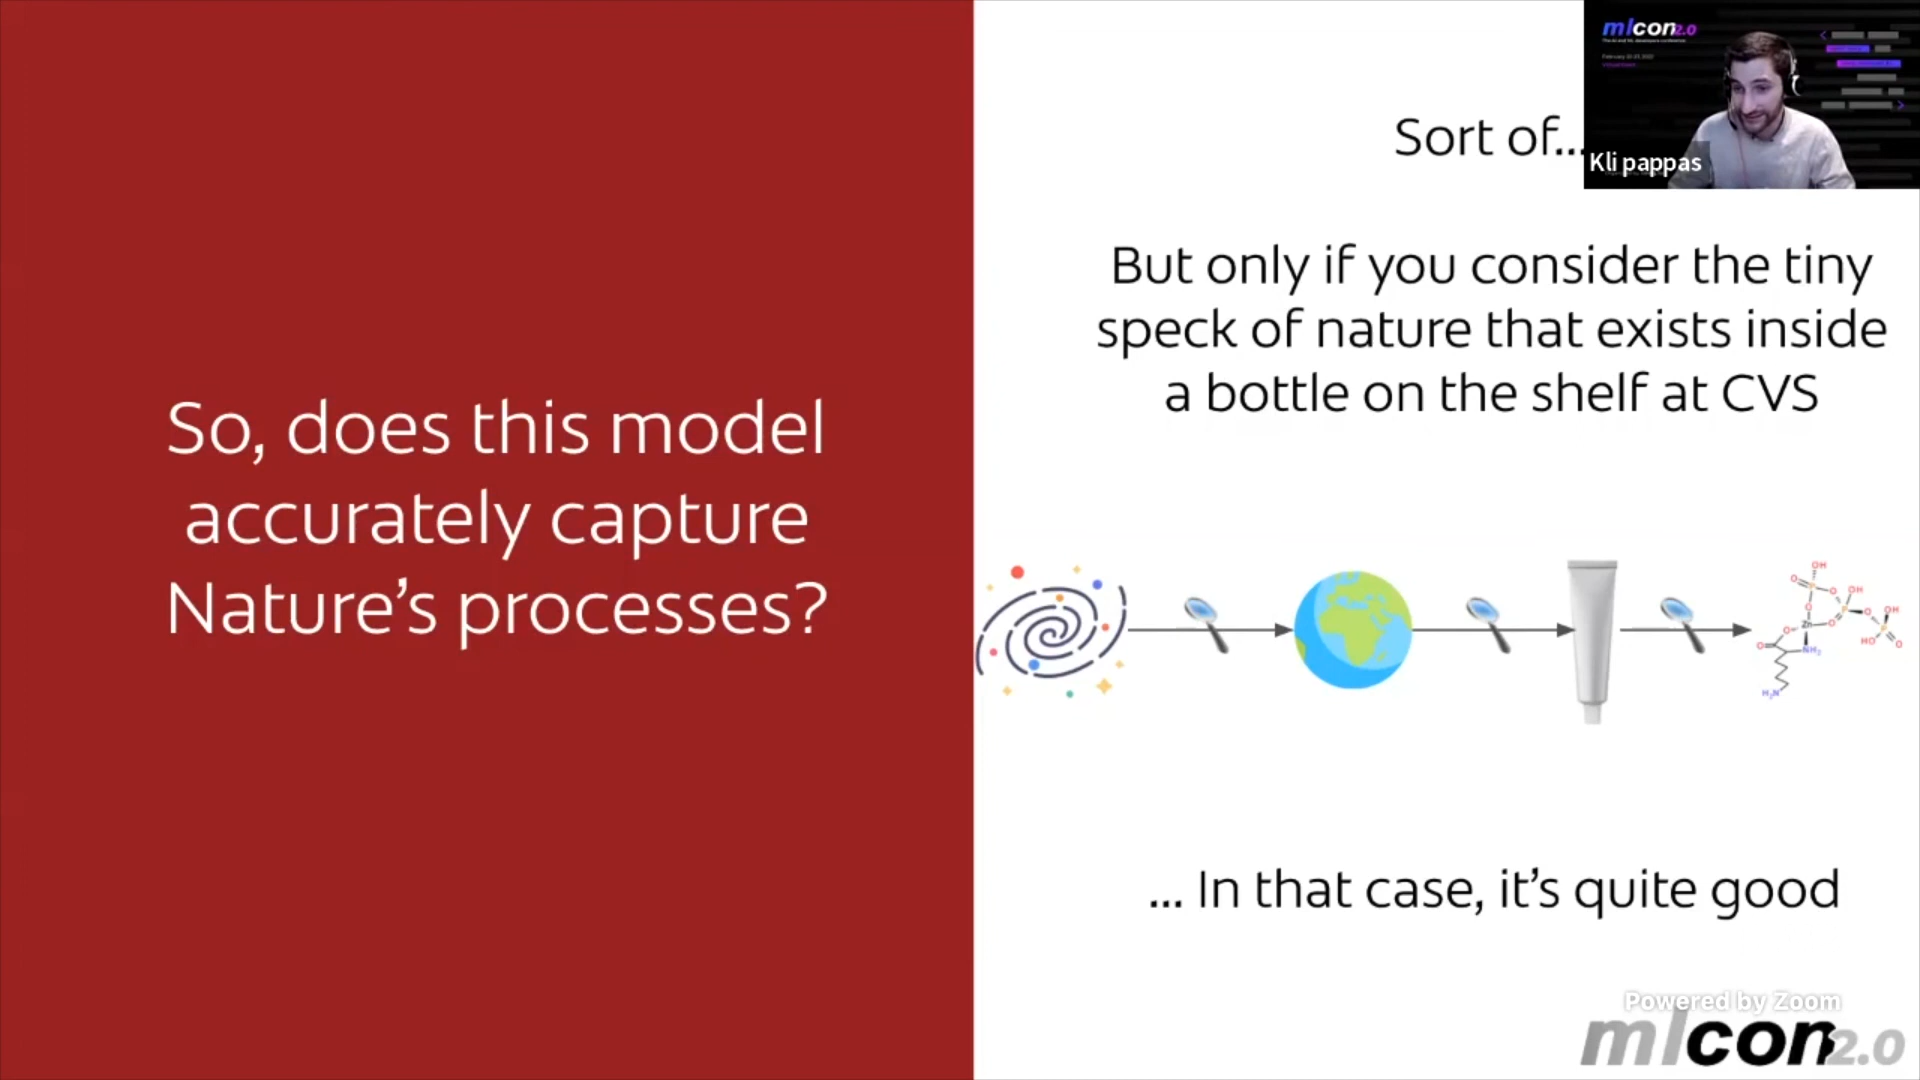 So, does this model
accurately capture
Nature's processes?
Sort of...
But only if you consider the tiny
speck of nature that exists inside
a bottle on the shelf at CVS
OH
O
P
OH
O
P
O
OH
O
P
HO
O
Zn
O
O
O
NH₂
H₂N
... In that case, it's quite good
mlcon2.0
Kli pappas
Powered by Zoom
mlcon2.0